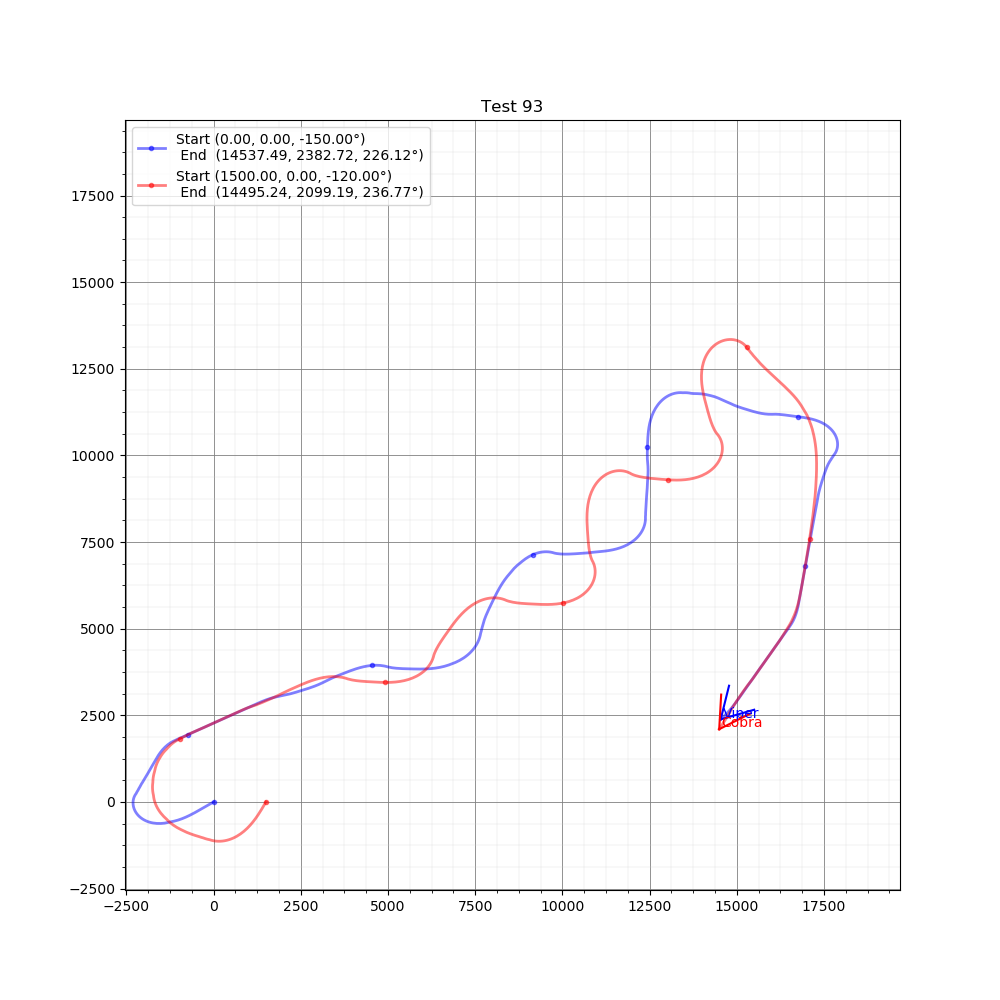 Test 93
Start (0.00, 0.00, -150.00°)
End  (14537.49, 2382.72, 226.12°)
Start (1500.00, 0.00, -120.00°)
End  (14495.24, 2099.19, 236.77°)
17500
15000
12500
10000
7500
5000
2500
0
−2500
Viper
Cobra
−2500 0 2500 5000 7500 10000 12500 15000 17500